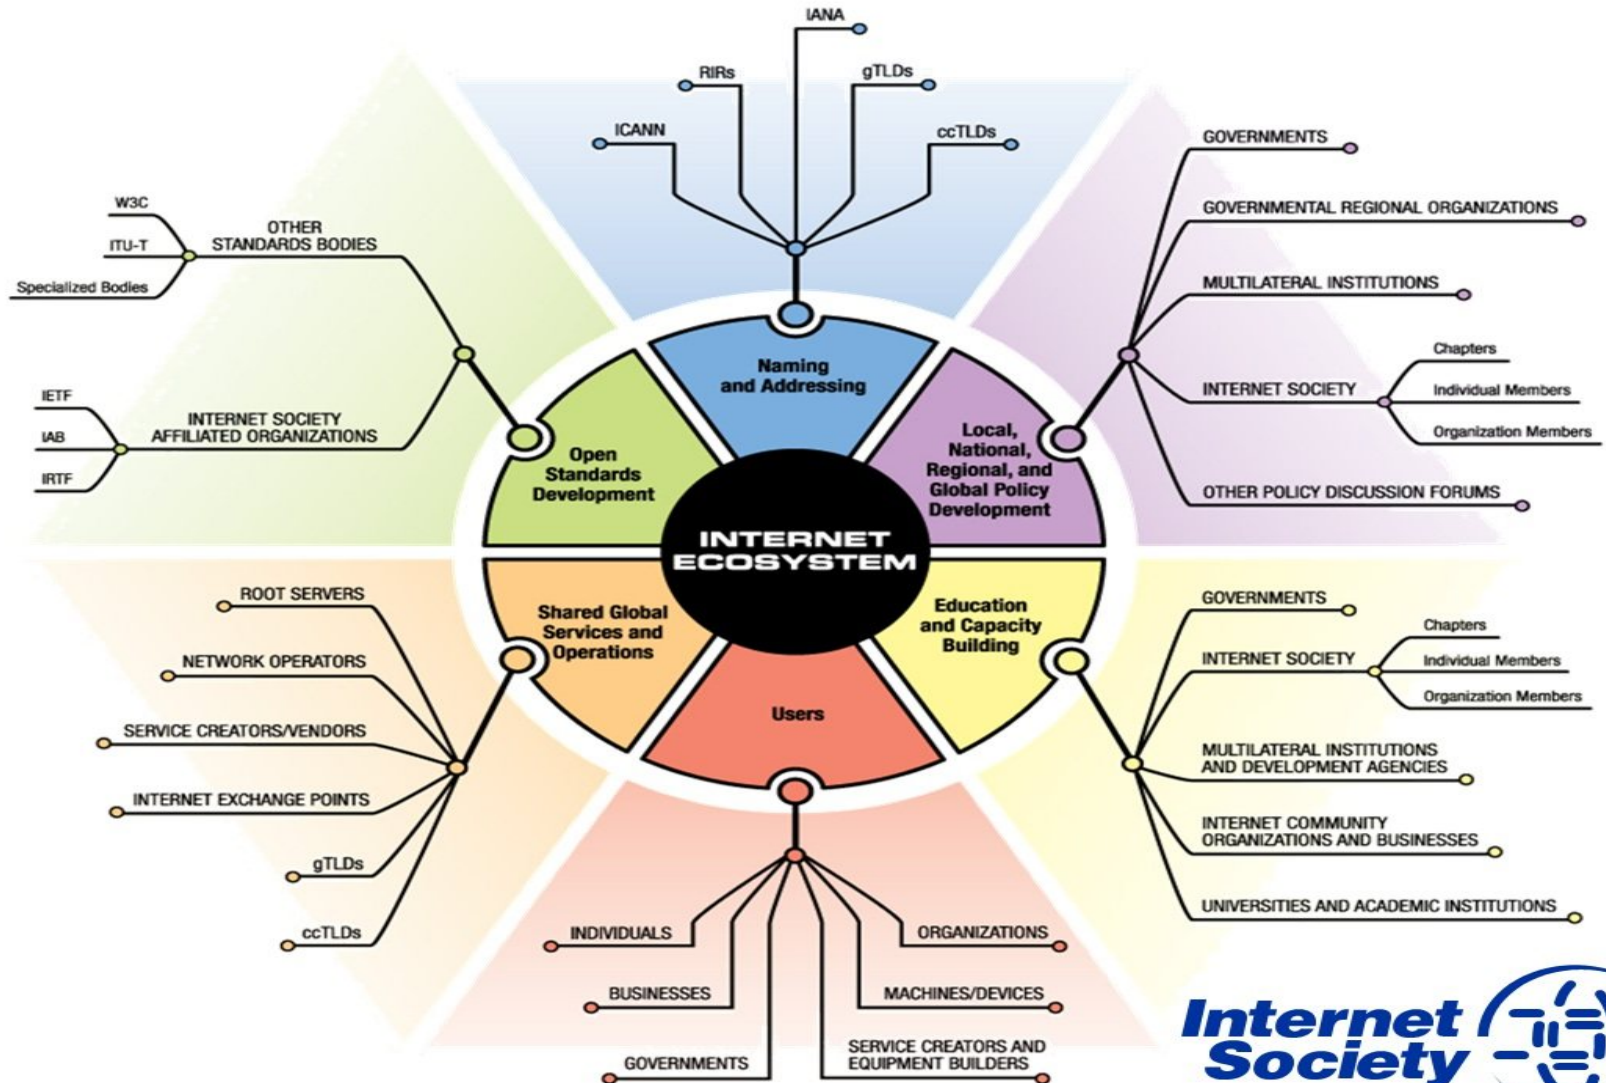 IANA
RIRs
gTLDs
ICANN
ccTLDs
W3C
ITU-T
Specialized Bodies
OTHER
STANDARDS BODIES
IETF
IAB
IRTF
INTERNET SOCIETY
AFFILIATED ORGANIZATIONS
GOVERNMENTS
GOVERNMENTAL REGIONAL ORGANIZATIONS
MULTILATERAL INSTITUTIONS
INTERNET SOCIETY
Chapters
Individual Members
Organization Members
OTHER POLICY DISCUSSION FORUMS
Naming
and Addressing
Open
Standards
Development
Local,
National,
Regional, and
Global Policy
Development
INTERNET
ECOSYSTEM
Shared Global
Services and
Operations
Education
and Capacity
Building
Users
ROOT SERVERS
NETWORK OPERATORS
SERVICE CREATORS/VENDORS
INTERNET EXCHANGE POINTS
gTLDs
ccTLDs
GOVERNMENTS
INTERNET SOCIETY
Chapters
Individual Members
Organization Members
MULTILATERAL INSTITUTIONS
AND DEVELOPMENT AGENCIES
INTERNET COMMUNITY
ORGANIZATIONS AND BUSINESSES
UNIVERSITIES AND ACADEMIC INSTITUTIONS
INDIVIDUALS
ORGANIZATIONS
BUSINESSES
MACHINES/DEVICES
GOVERNMENTS
SERVICE CREATORS AND
EQUIPMENT BUILDERS
Internet
Society